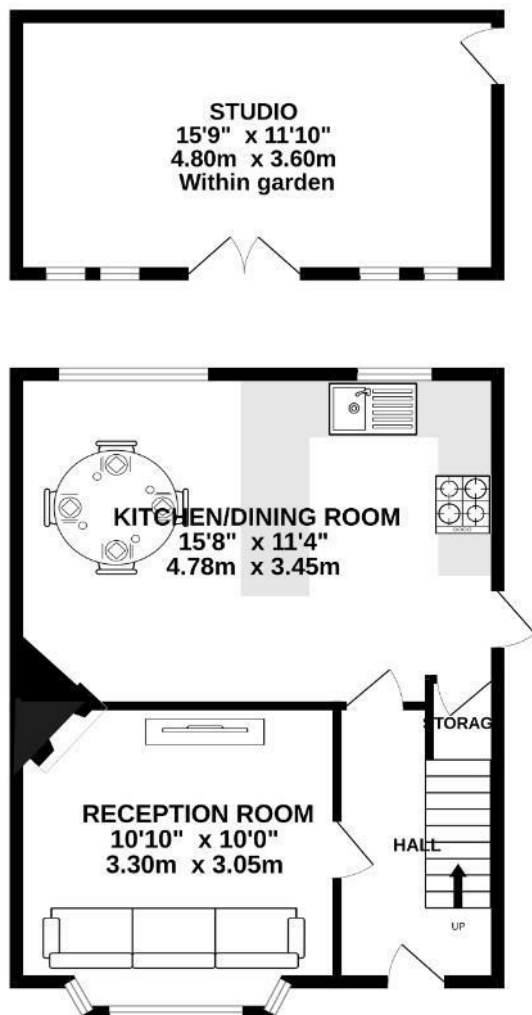 STUDIO
15'9" x 11'10"
4.80m x 3.60m
Within garden
KITCHEN/DINING ROOM
15'8" x 11'4"
4.78m x 3.45m
STORAG
RECEPTION ROOM
10'10" x 10'0"
3.30m x 3.05m
HALL
UP